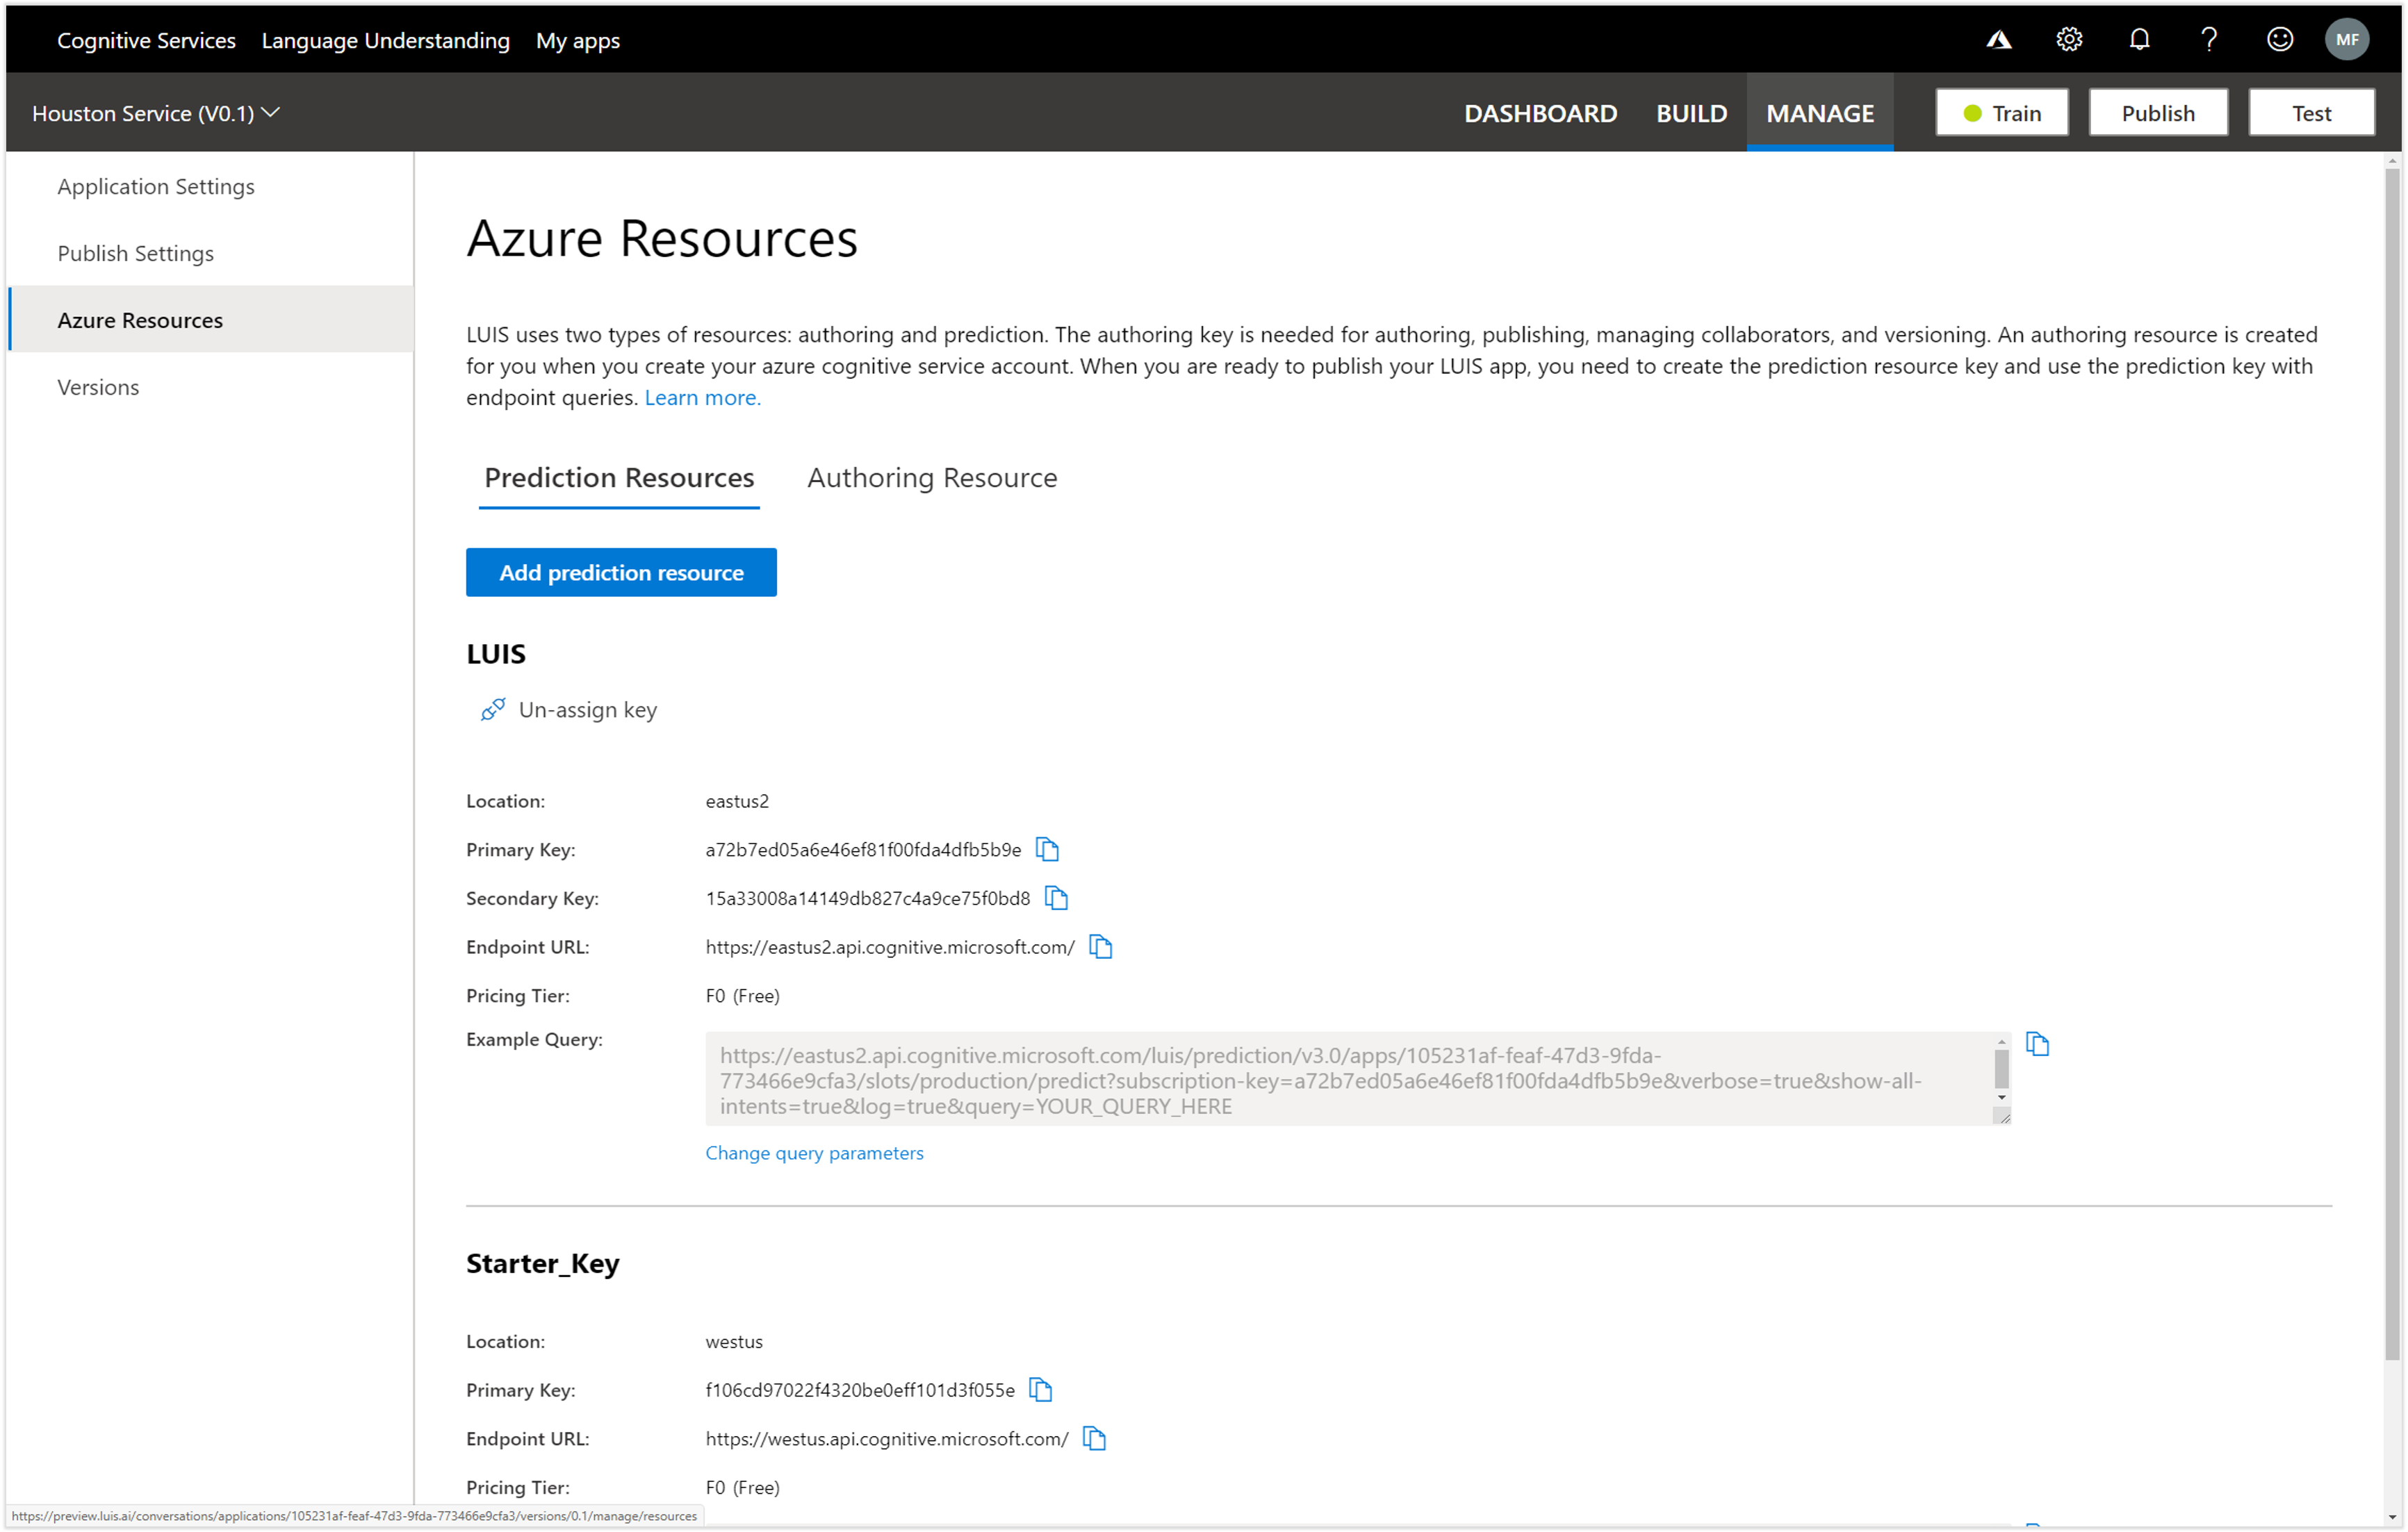 Cognitive Services Language Understanding My apps
MF
Houston Service (V0.1)
DASHBOARD BUILD MANAGE Train Publish Test
Application Settings
Publish Settings
Azure Resources
Versions
Azure Resources
LUIS uses two types of resources: authoring and prediction. The authoring key is needed for authoring, publishing, managing collaborators, and versioning. An authoring resource is created
for you when you create your azure cognitive service account. When you are ready to publish your LUIS app, you need to create the prediction resource key and use the prediction key with
endpoint queries. Learn more.
Prediction Resources Authoring Resource
Add prediction resource
LUIS
Un-assign key
Location: eastus2
Primary Key: a72b7ed05a6e46ef81f00fda4dfb5b9e
Secondary Key: 15a33008a14149db827c4a9ce75f0bd8
Endpoint URL: https://eastus2.api.cognitive.microsoft.com/
Pricing Tier: F0 (Free)
Example Query: https://eastus2.api.cognitive.microsoft.com/luis/prediction/v3.0/apps/105231af-feaf-47d3-9fda-
773466e9cfa3/slots/production/predict?subscription-key=a72b7ed05a6e46ef81f00fda4dfb5b9e&verbose=true&show-all-
intents=true&log=true&query=YOUR_QUERY_HERE
Change query parameters
Starter_Key
Location: westus
Primary Key: f106cd97022f4320be0eff101d3f055e
Endpoint URL: https://westus.api.cognitive.microsoft.com/
Pricing Tier: F0 (Free)
https://preview.luis.ai/conversations/applications/105231af-feaf-47d3-9fda-773466e9cfa3/versions/0.1/manage/resources